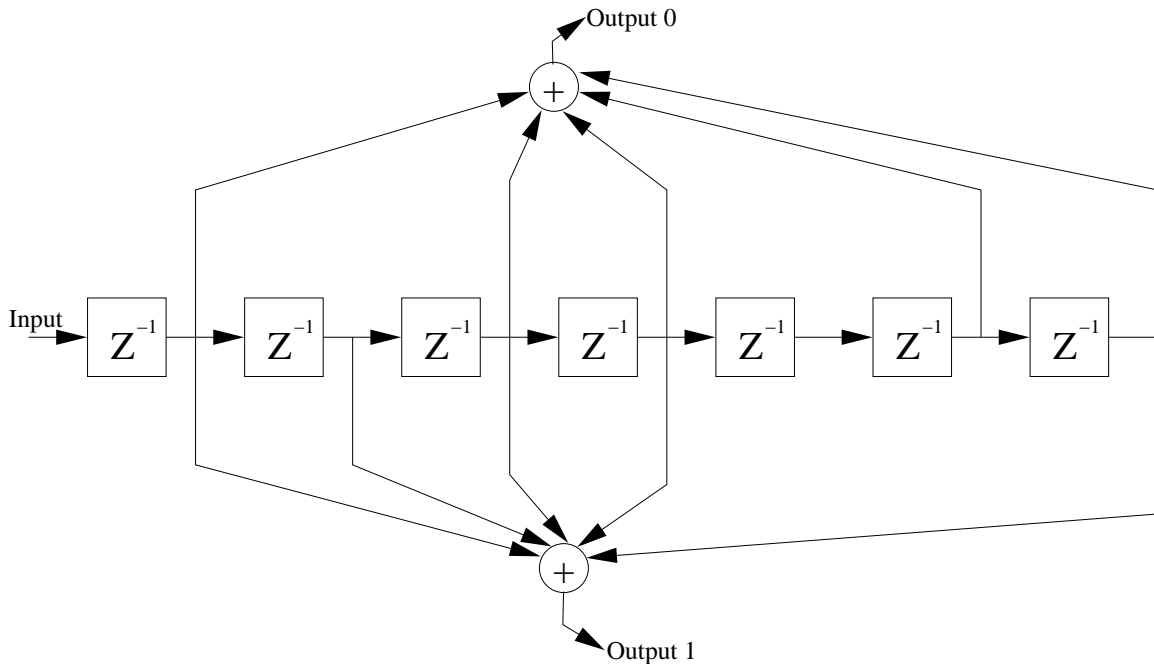 Output 0
+
Input
Z⁻¹ Z⁻¹ Z⁻¹ Z⁻¹ Z⁻¹ Z⁻¹ Z⁻¹
+
Output 1